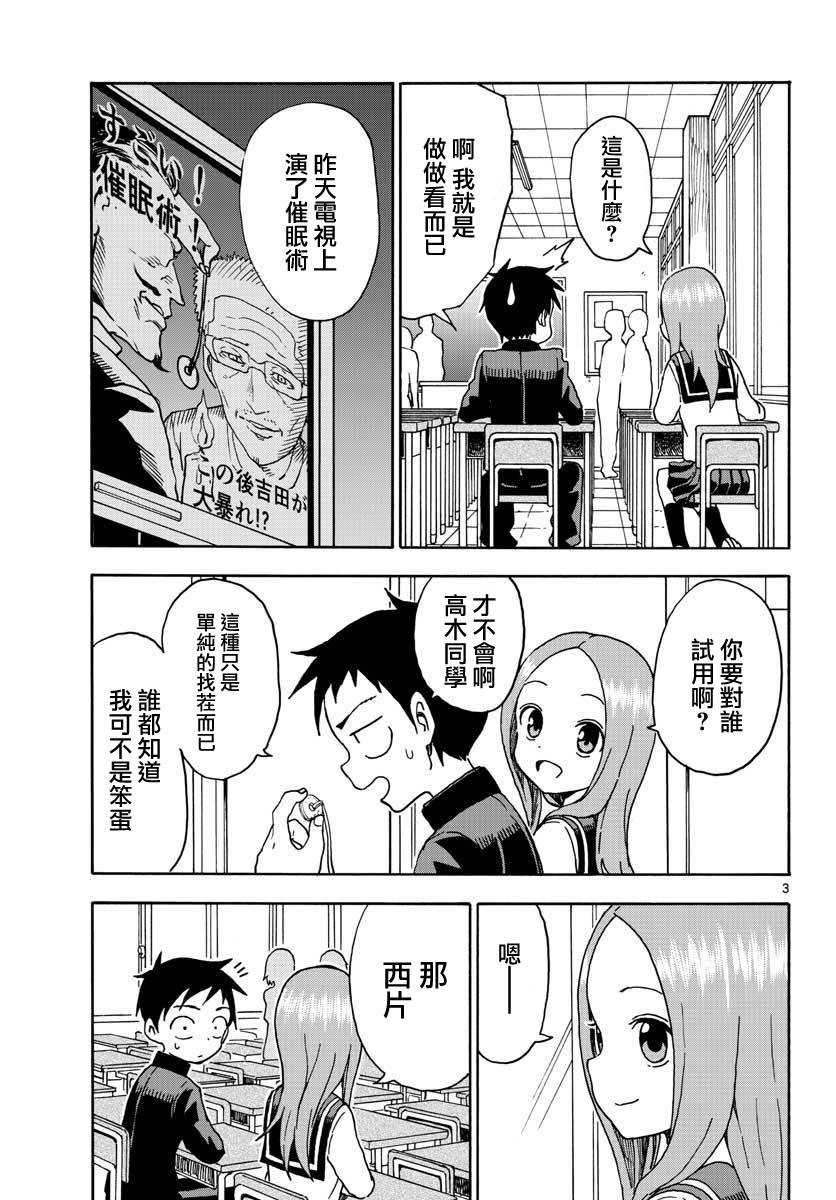 這是什麼?
啊 我就是
做做看而已
昨天電視上
演了催眠術
すごい!
催眠術!
の後吉田が
大暴れ!?
你要對誰
試用啊?
才不會啊
高木同學
這種只是
單純的找茬而已
誰都知道
我可不是笨蛋
3
嗯——
那
西片